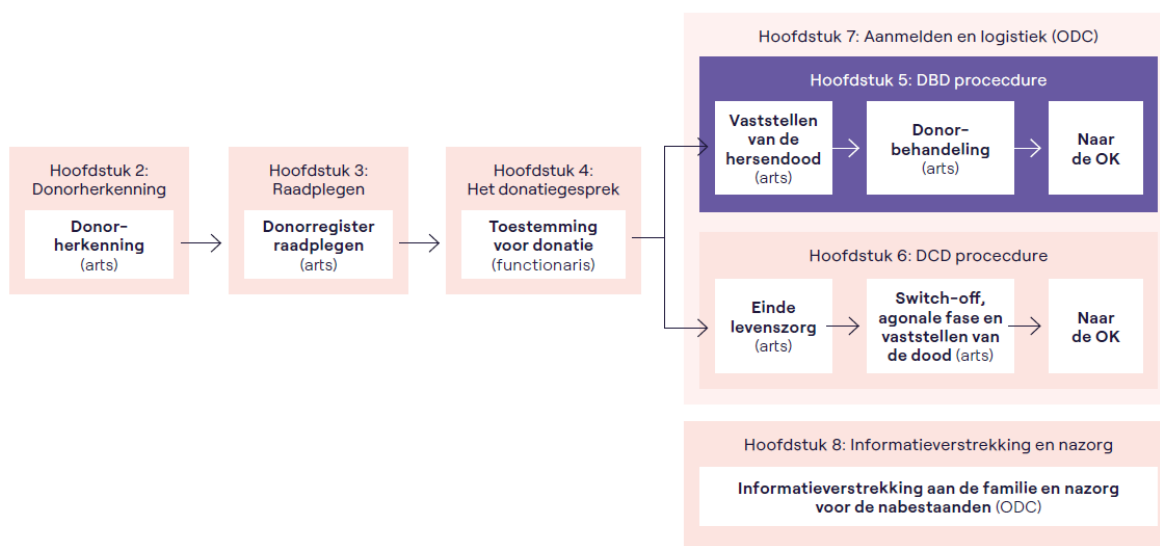 Hoofdstuk 2:
Donorherkenning
Donor-
herkenning
(arts)
Hoofdstuk 3:
Raadplegen
Donorregister
raadplegen
(arts)
Hoofdstuk 4:
Het donatiegesprek
Toestemming
voor donatie
(functionaris)
Hoofdstuk 7: Aanmelden en logistiek (ODC)
Hoofdstuk 5: DBD procecdure
Vaststellen
van de
hersendood
(arts)
Donor-
behandeling
(arts)
Naar
de OK
Hoofdstuk 6: DCD procecdure
Einde
levenszorg
(arts)
Switch-off,
agonale fase en
vaststellen van
de dood (arts)
Naar
de OK
Hoofdstuk 8: Informatieverstrekking en nazorg
Informatieverstrekking aan de familie en nazorg
voor de nabestaanden (ODC)